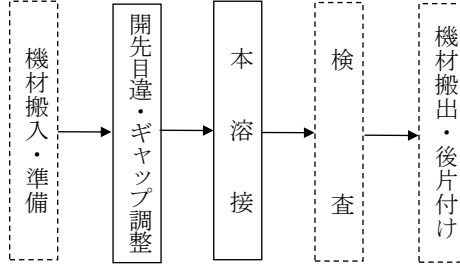 機材搬入・準備
開先目違・ギャップ調整
本溶接
検査
機材搬出・後片付け